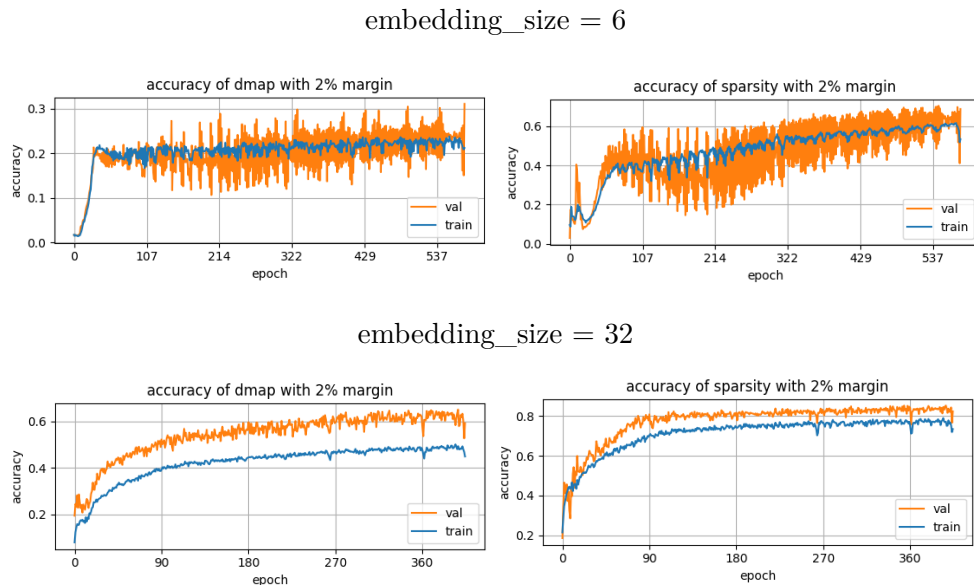 embedding_size = 6
accuracy of dmap with 2% margin
accuracy
0.3
0.2
0.1
0.0
0
107
214
322
429
537
epoch
val
train
accuracy of sparsity with 2% margin
accuracy
0.6
0.4
0.2
0.0
0
107
214
322
429
537
epoch
val
train
embedding_size = 32
accuracy of dmap with 2% margin
accuracy
0.6
0.4
0.2
0
90
180
270
360
epoch
val
train
accuracy of sparsity with 2% margin
accuracy
0.8
0.6
0.4
0.2
0
90
180
270
360
epoch
val
train